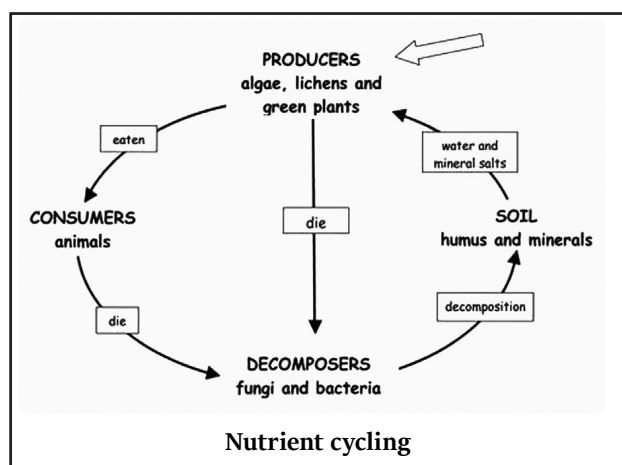 PRODUCERS
algae, lichens and
green plants
eaten
water and
mineral salts
CONSUMERS
animals
die
SOIL
humus and minerals
die
decomposition
DECOMPOSERS
fungi and bacteria
Nutrient cycling